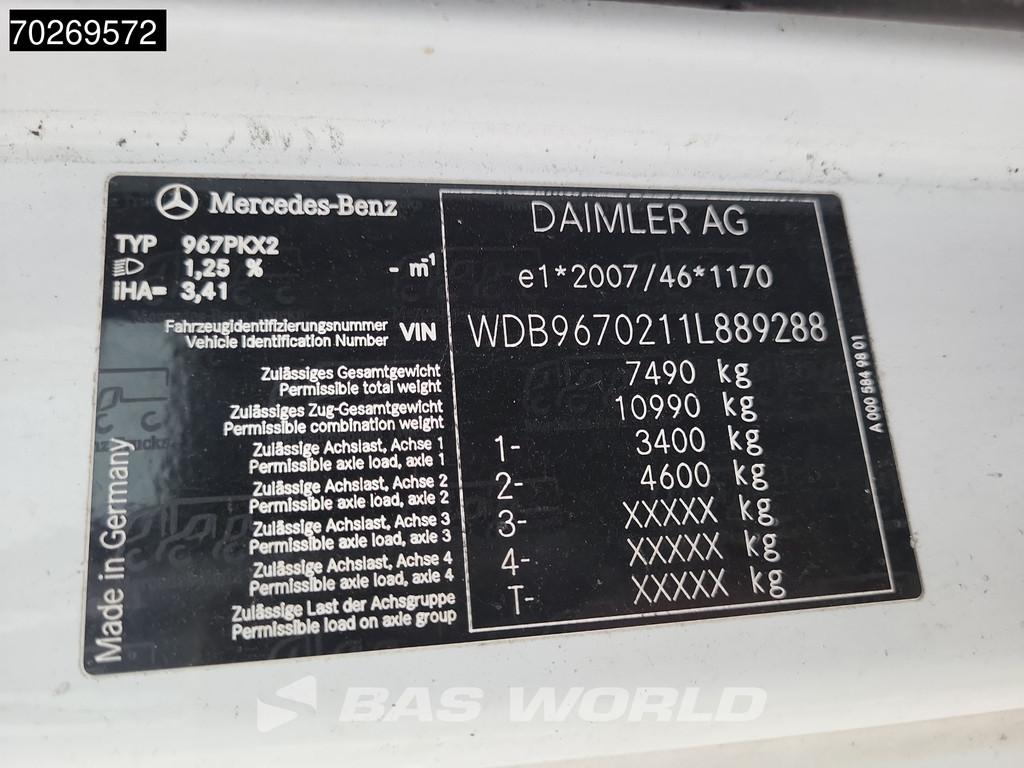 70269572
Mercedes-Benz
TYP 967PKX2
1,25 % - m-1
iHA= 3,41
DAIMLER AG
e1*2007/46*1170
Fahrzeugidentifizierungsnummer
Vehicle Identification Number VIN WDB9670211L889288
Zulässiges Gesamtgewicht
Permissible total weight 7490 kg
Zulässiges Zug-Gesamtgewicht
Permissible combination weight 10990 kg
Zulässige Achslast, Achse 1
Permissible axle load, axle 1 1- 3400 kg
Zulässige Achslast, Achse 2
Permissible axle load, axle 2 2- 4600 kg
Zulässige Achslast, Achse 3
Permissible axle load, axle 3 3- XXXXX kg
Zulässige Achslast, Achse 4
Permissible axle load, axle 4 4- XXXXX kg
Zulässige Last der Achsgruppe
Permissible load on axle group T- XXXXX kg
Made in Germany
A 000 584 98 01
BAS WORLD